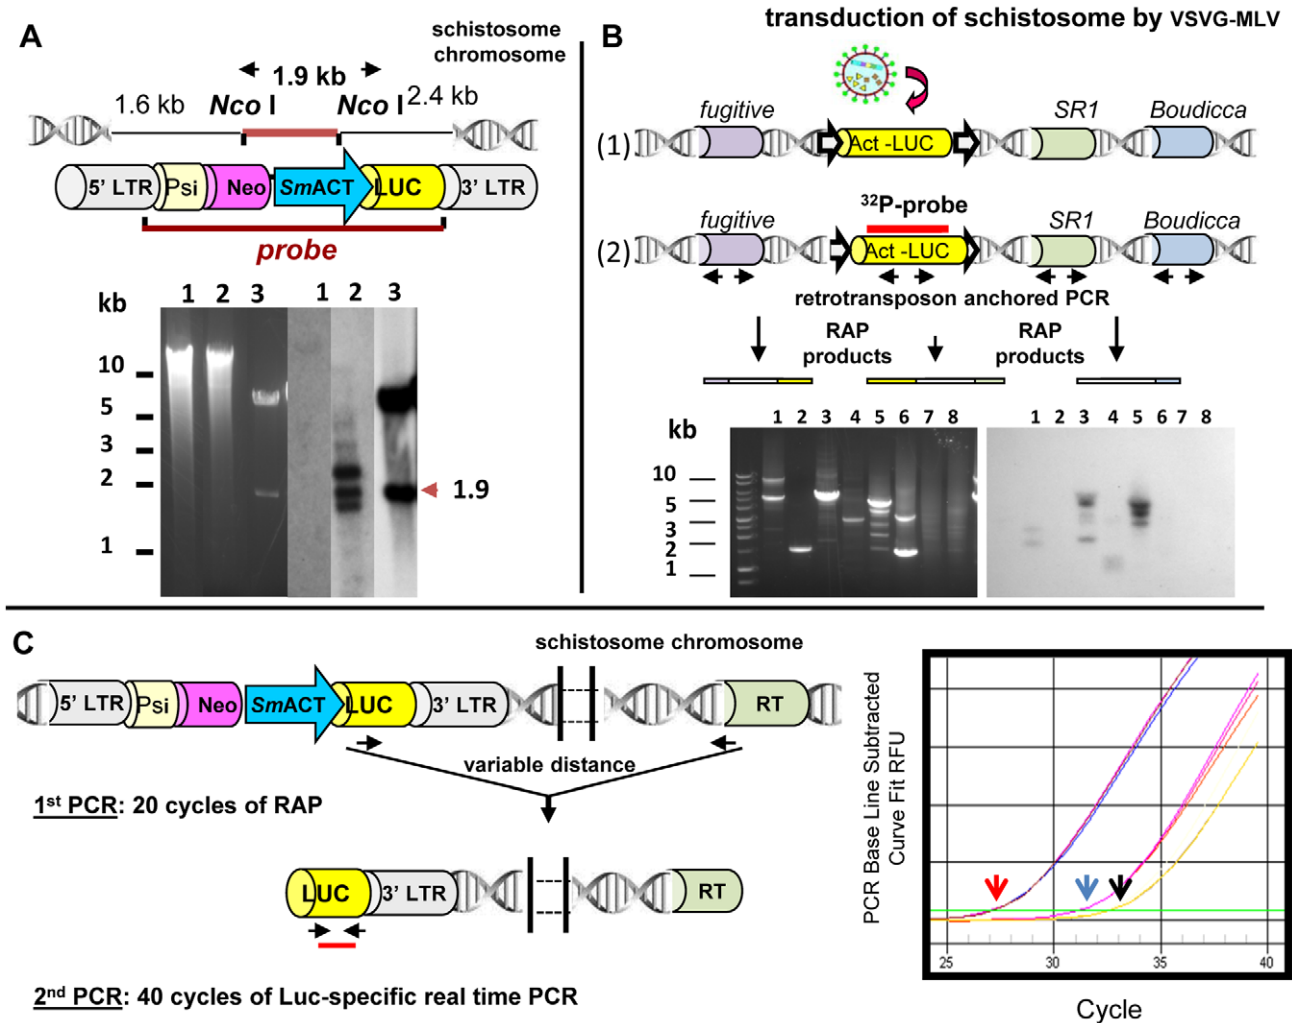 A
schistosome
chromosome
1.9 kb
1.6 kb
Nco I
Nco I
2.4 kb
5' LTR
Psi
Neo
SmACT
LUC
3' LTR
probe
kb
1 2 3
1 2 3
10
5
3
2
1
1.9
B
transduction of schistosome by VSVG-MLV
fugitive
SR1
Boudicca
(1)
Act -LUC
32P-probe
fugitive
SR1
Boudicca
(2)
Act -LUC
retrotransposon anchored PCR
RAP
products
RAP
products
kb
1 2 3 4 5 6 7 8
1 2 3 4 5 6 7 8
10
5
3
2
1
C
schistosome chromosome
5' LTR
Psi
Neo
SmACT
LUC
3' LTR
RT
variable distance
1st PCR: 20 cycles of RAP
LUC
3' LTR
RT
2nd PCR: 40 cycles of Luc-specific real time PCR
PCR Base Line Subtracted
Curve Fit RFU
25
30
35
40
Cycle